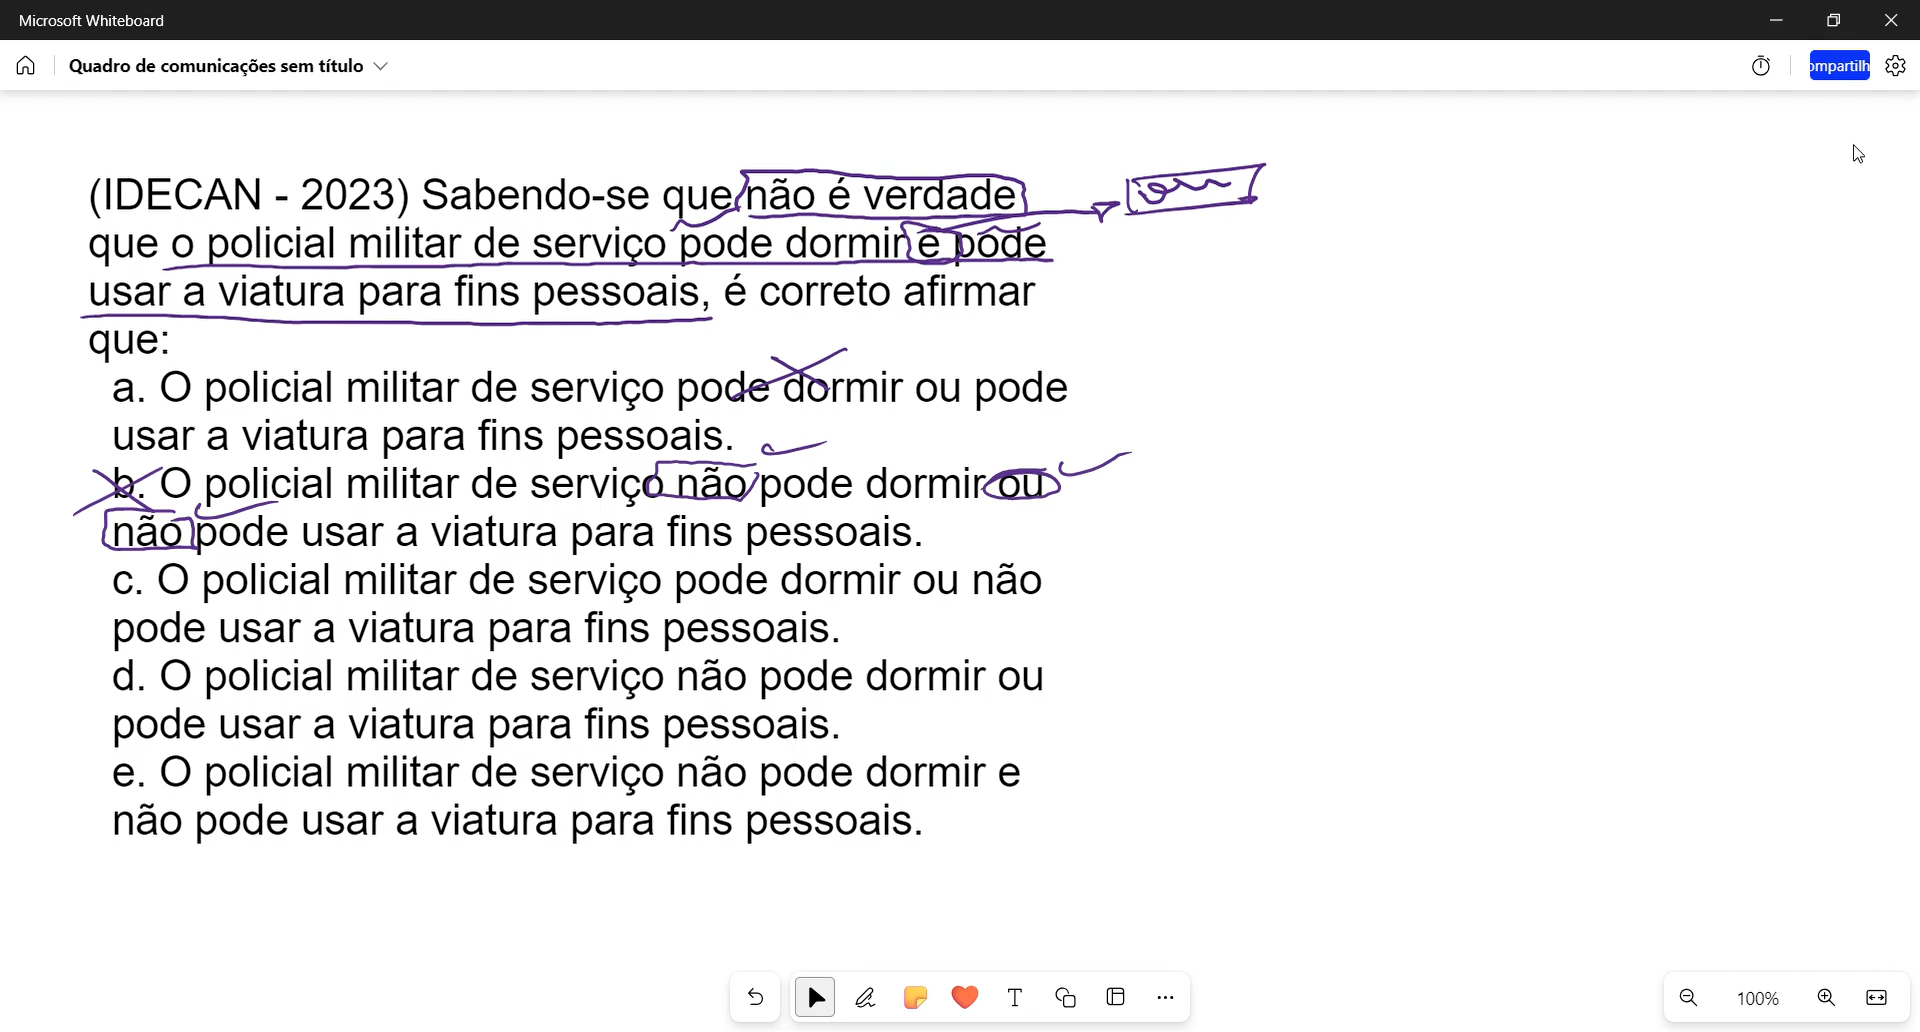 Microsoft Whiteboard
Quadro de comunicações sem título
ompartilh
(IDECAN - 2023) Sabendo-se que não é verdade
que o policial militar de serviço pode dormir e pode
usar a viatura para fins pessoais, é correto afirmar
que:
a. O policial militar de serviço pode dormir ou pode
usar a viatura para fins pessoais.
b. O policial militar de serviço não pode dormir ou
não pode usar a viatura para fins pessoais.
c. O policial militar de serviço pode dormir ou não
pode usar a viatura para fins pessoais.
d. O policial militar de serviço não pode dormir ou
pode usar a viatura para fins pessoais.
e. O policial militar de serviço não pode dormir e
não pode usar a viatura para fins pessoais.
100%